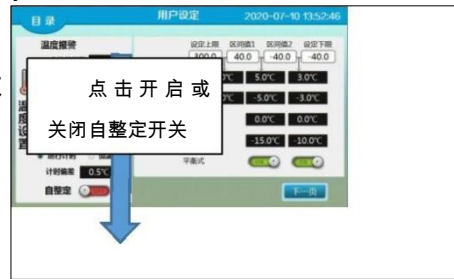 目录 用户设定 2020-07-10 13:52:46
温度报警 设定上限 区间值1 区间值2 设定下限
300.0 40.0 -40.0 -40.0
点击开启或
关闭自整定开关
5.0℃ 3.0℃
-5.0℃ -3.0℃
0.0℃ 0.0℃
-15.0℃ -10.0℃
温度设置
平衡式
计时偏差 0.5℃
自整定 下一页